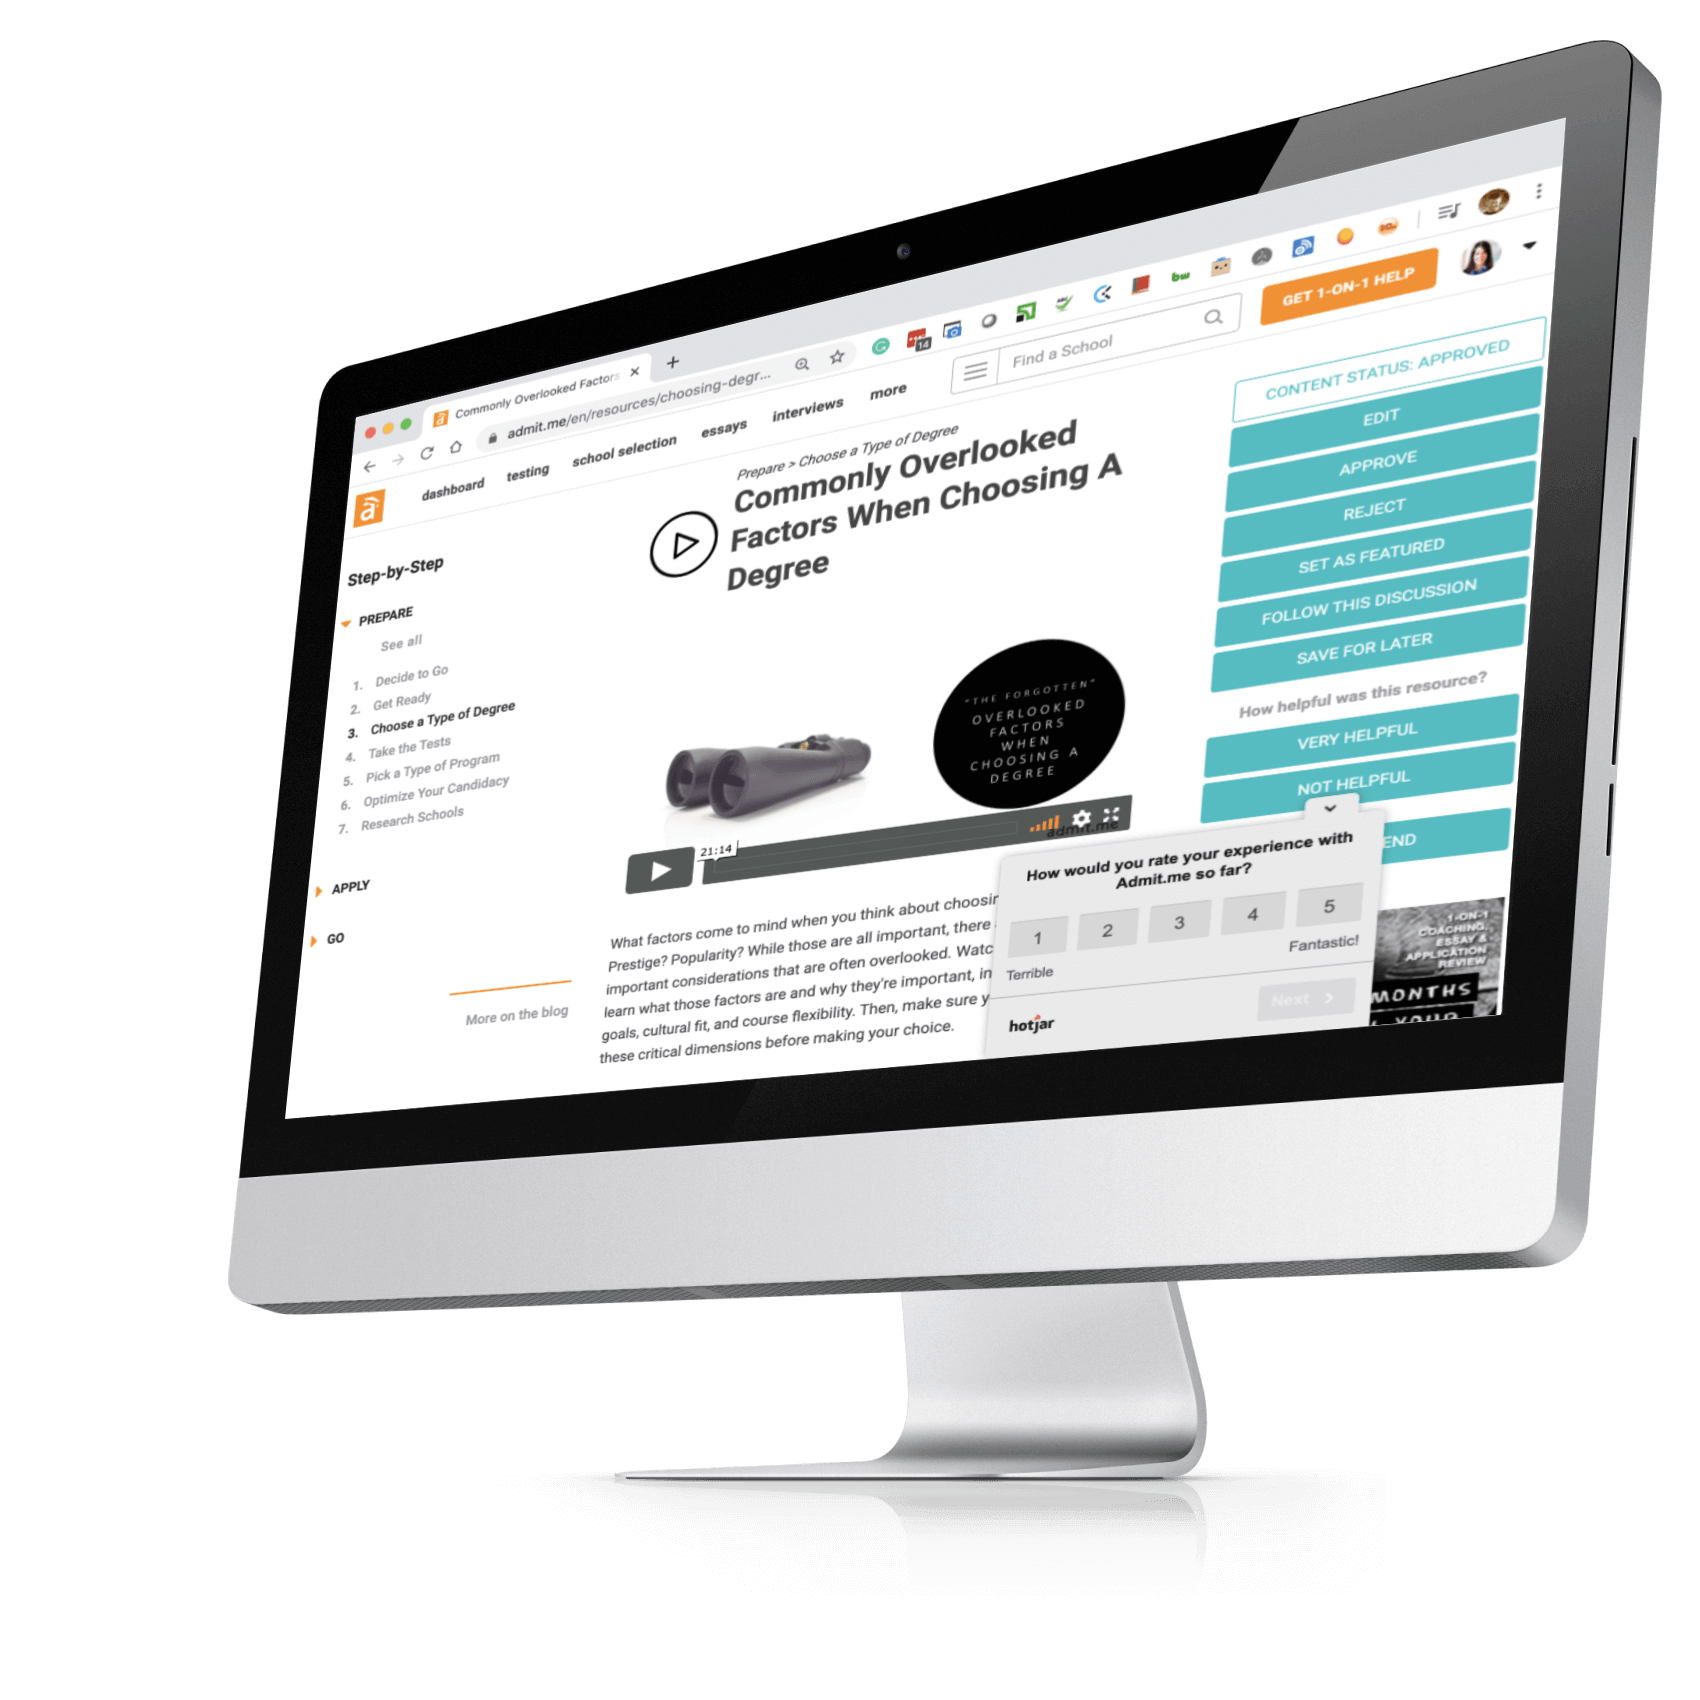 Commonly Overlooked Factors
admit.me/en/resources/choosing-degr...
14
bw
dashboard
testing
school selection
essays
interviews
more
Find a School
GET 1-ON-1 HELP
Step-by-Step
PREPARE
See all
1. Decide to Go
2. Get Ready
3. Choose a Type of Degree
4. Take the Tests
5. Pick a Type of Program
6. Optimize Your Candidacy
7. Research Schools
APPLY
GO
More on the blog
Prepare > Choose a Type of Degree
Commonly Overlooked
Factors When Choosing A
Degree
"THE FORGOTTEN"
OVERLOOKED
FACTORS
WHEN
CHOOSING A
DEGREE
21:14
admit.me
What factors come to mind when you think about choosin
Prestige? Popularity? While those are all important, there
important considerations that are often overlooked. Watc
learn what those factors are and why they're important, in
goals, cultural fit, and course flexibility. Then, make sure y
these critical dimensions before making your choice.
CONTENT STATUS: APPROVED
EDIT
APPROVE
REJECT
SET AS FEATURED
FOLLOW THIS DISCUSSION
SAVE FOR LATER
How helpful was this resource?
VERY HELPFUL
NOT HELPFUL
END
How would you rate your experience with
Admit.me so far?
1 2 3 4 5
Terrible
Fantastic!
hotjar
Next
1-ON-1
COACHING,
ESSAY &
APPLICATION
REVIEW
MONTHS
YOUR